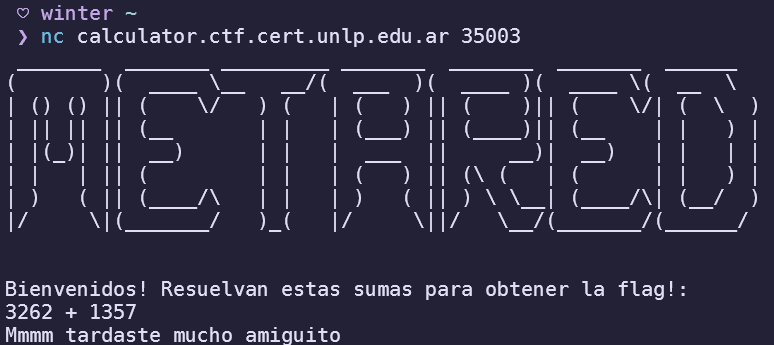 ♡ winter ~
❯ nc calculator.ctf.cert.unlp.edu.ar 35003
METARED
Bienvenidos! Resuelvan estas sumas para obtener la flag!:
3262 + 1357
Mmmm tardaste mucho amiguito